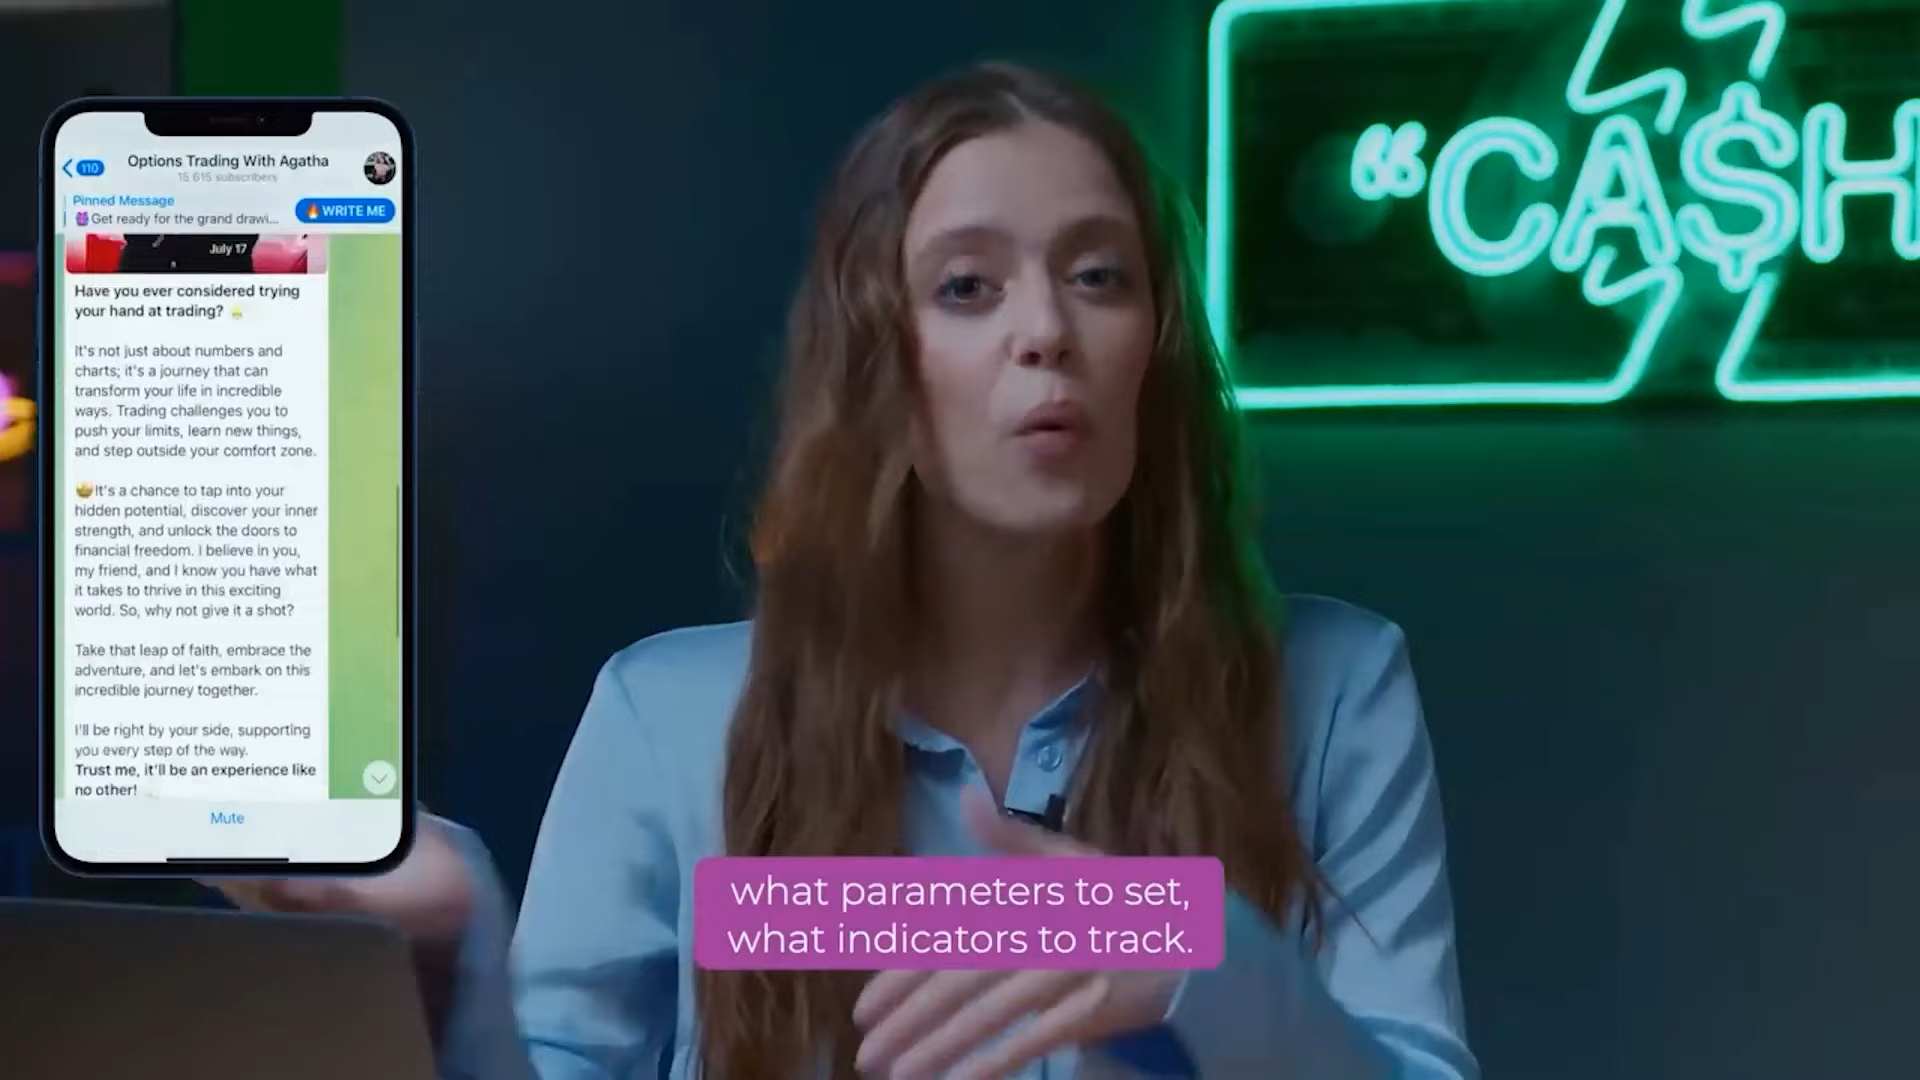 110
Options Trading With Agatha
15 615 subscribers
Pinned Message
Get ready for the grand drawi...
🔥WRITE ME
July 17
Have you ever considered trying
your hand at trading?
It's not just about numbers and
charts; it's a journey that can
transform your life in incredible
ways. Trading challenges you to
push your limits, learn new things,
and step outside your comfort zone.
It's a chance to tap into your
hidden potential, discover your inner
strength, and unlock the doors to
financial freedom. I believe in you,
my friend, and I know you have what
it takes to thrive in this exciting
world. So, why not give it a shot?
Take that leap of faith, embrace the
adventure, and let's embark on this
incredible journey together.
I'll be right by your side, supporting
you every step of the way.
Trust me, it'll be an experience like
no other!
Mute
“CA$H
what parameters to set,
what indicators to track.